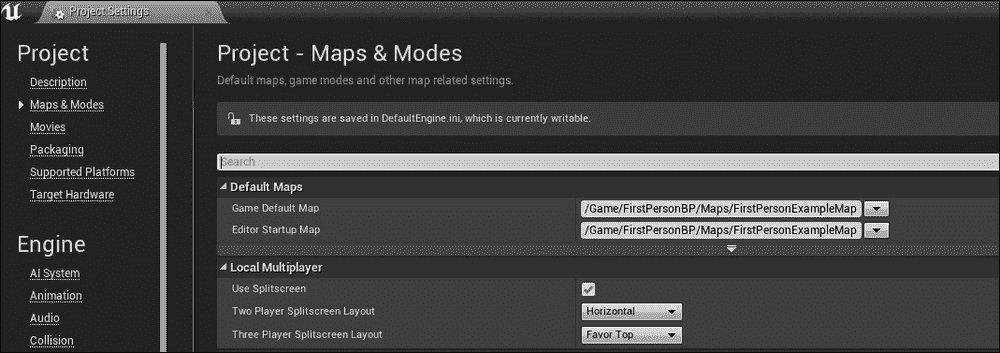 Project Settings
Project
Description
Maps & Modes
Movies
Packaging
Supported Platforms
Target Hardware
Engine
AI System
Animation
Audio
Collision
Project - Maps & Modes
Default maps, game modes and other map related settings.
These settings are saved in DefaultEngine.ini, which is currently writable.
Search
Default Maps
Game Default Map /Game/FirstPersonBP/Maps/FirstPersonExampleMap
Editor Startup Map /Game/FirstPersonBP/Maps/FirstPersonExampleMap
Local Multiplayer
Use Splitscreen
Two Player Splitscreen Layout Horizontal
Three Player Splitscreen Layout Favor Top